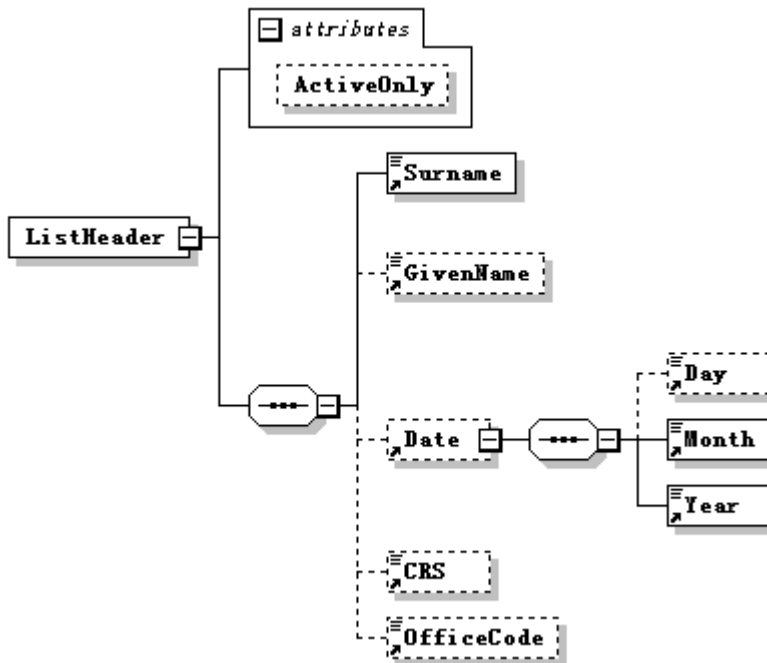 attributes
ActiveOnly
Surname
ListHeader
GivenName
Day
Date
Month
Year
CRS
OfficeCode